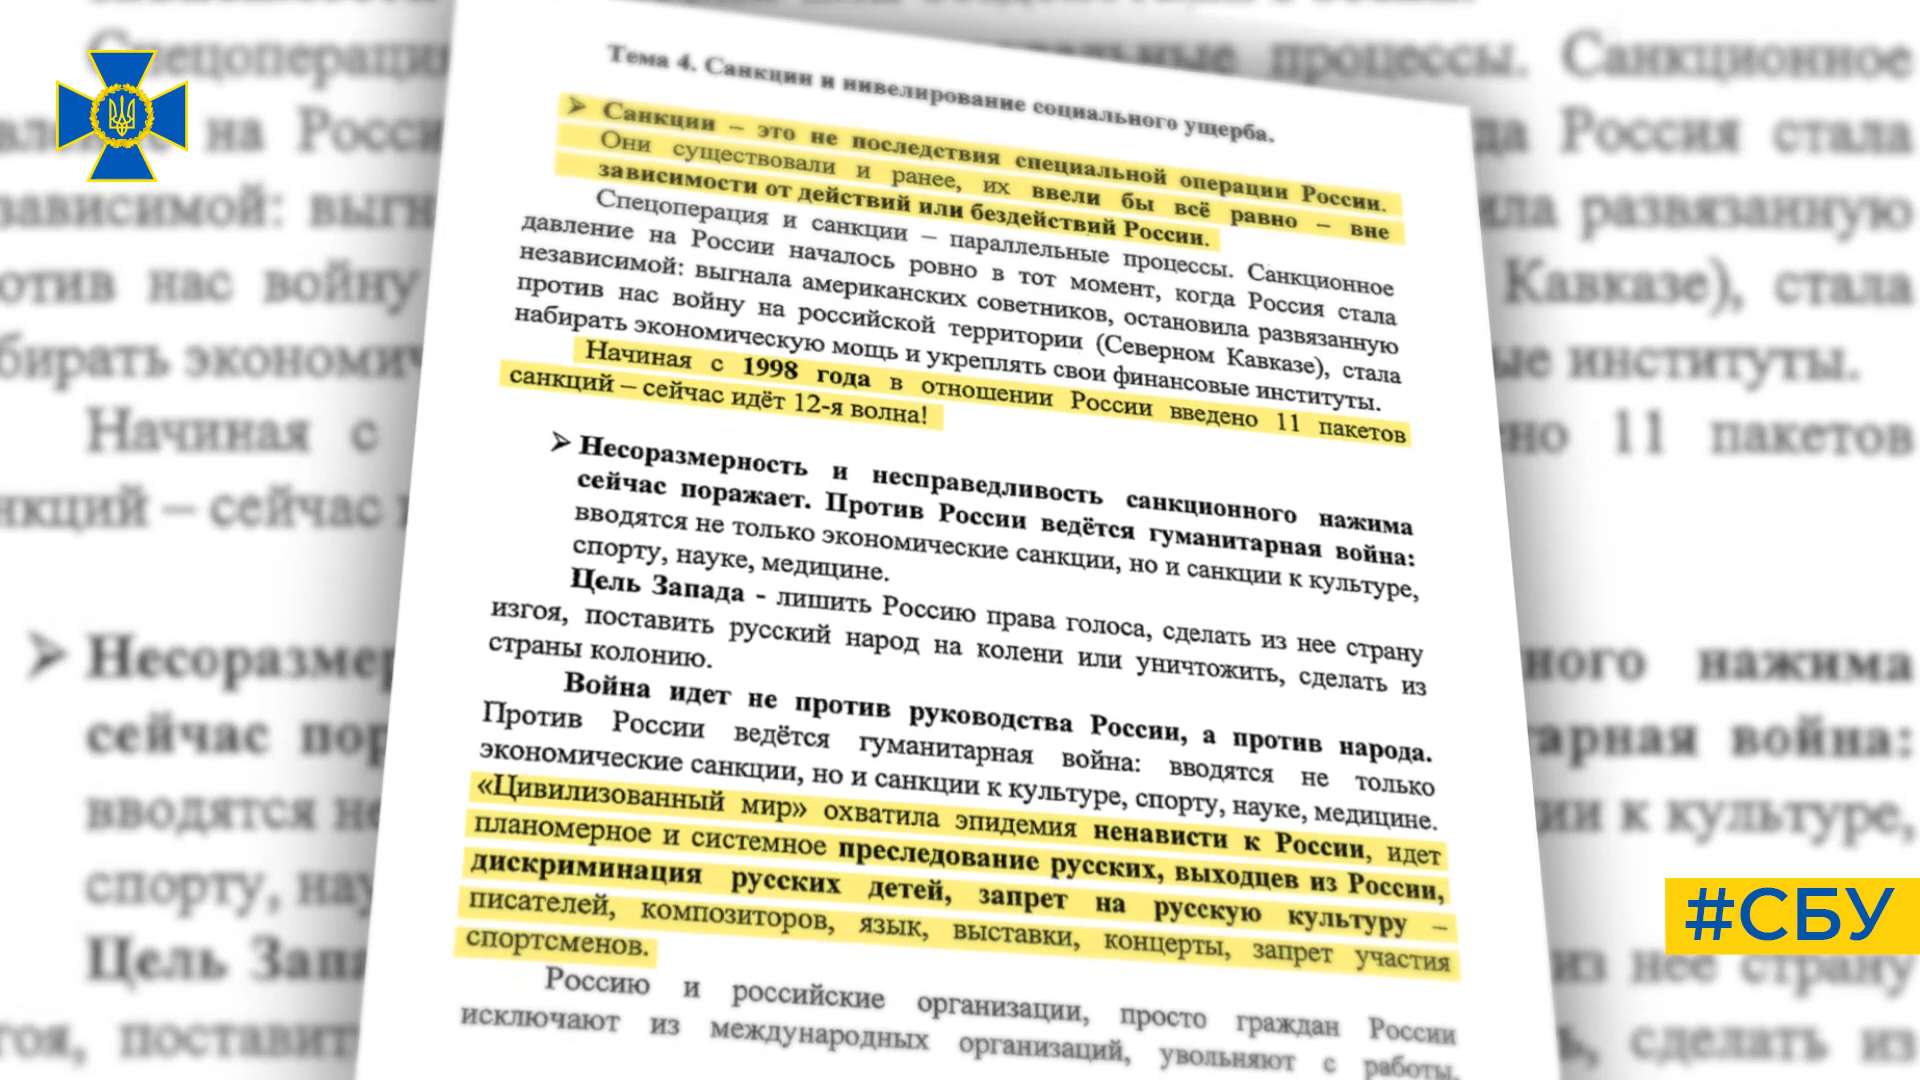 Тема 4. Санкции и нивелирование социального ущерба.
➢ Санкции – это не последствия специальной операции России.
Они существовали и ранее, их ввели бы всё равно – вне
зависимости от действий или бездействий России.
Спецоперация и санкции – параллельные процессы. Санкционное
давление на России началось ровно в тот момент, когда Россия стала
независимой: выгнала американских советников, остановила развязанную
против нас войну на российской территории (Северном Кавказе), стала
набирать экономическую мощь и укреплять свои финансовые институты.
Начиная с 1998 года в отношении России введено 11 пакетов
санкций – сейчас идёт 12-я волна!
➢ Несоразмерность и несправедливость санкционного нажима
сейчас поражает. Против России ведётся гуманитарная война:
вводятся не только экономические санкции, но и санкции к культуре,
спорту, науке, медицине.
Цель Запада - лишить Россию права голоса, сделать из нее страну
изгоя, поставить русский народ на колени или уничтожить, сделать из
страны колонию.
Война идет не против руководства России, а против народа.
Против России ведётся гуманитарная война: вводятся не только
экономические санкции, но и санкции к культуре, спорту, науке, медицине.
«Цивилизованный мир» охватила эпидемия ненависти к России, идет
планомерное и системное преследование русских, выходцев из России,
дискриминация русских детей, запрет на русскую культуру –
писателей, композиторов, язык, выставки, концерты, запрет участия
спортсменов.
Россию и российские организации, просто граждан России
исключают из международных организаций, увольняют с работы,
#СБУ